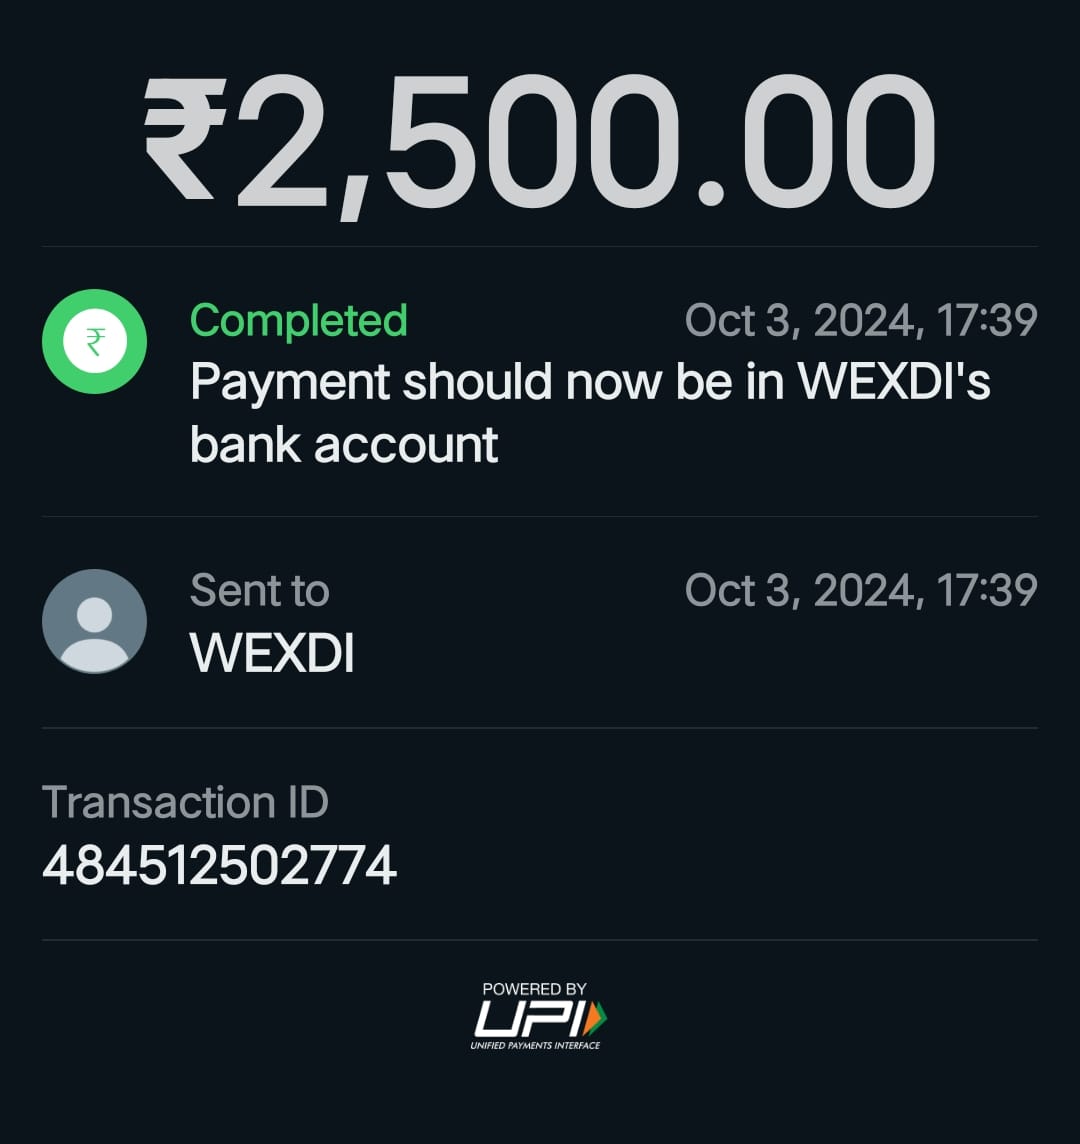 ₹2,500.00
₹
Completed
Oct 3, 2024, 17:39
Payment should now be in WEXDI's
bank account
Sent to
Oct 3, 2024, 17:39
WEXDI
Transaction ID
484512502774
POWERED BY
UPI
UNIFIED PAYMENTS INTERFACE